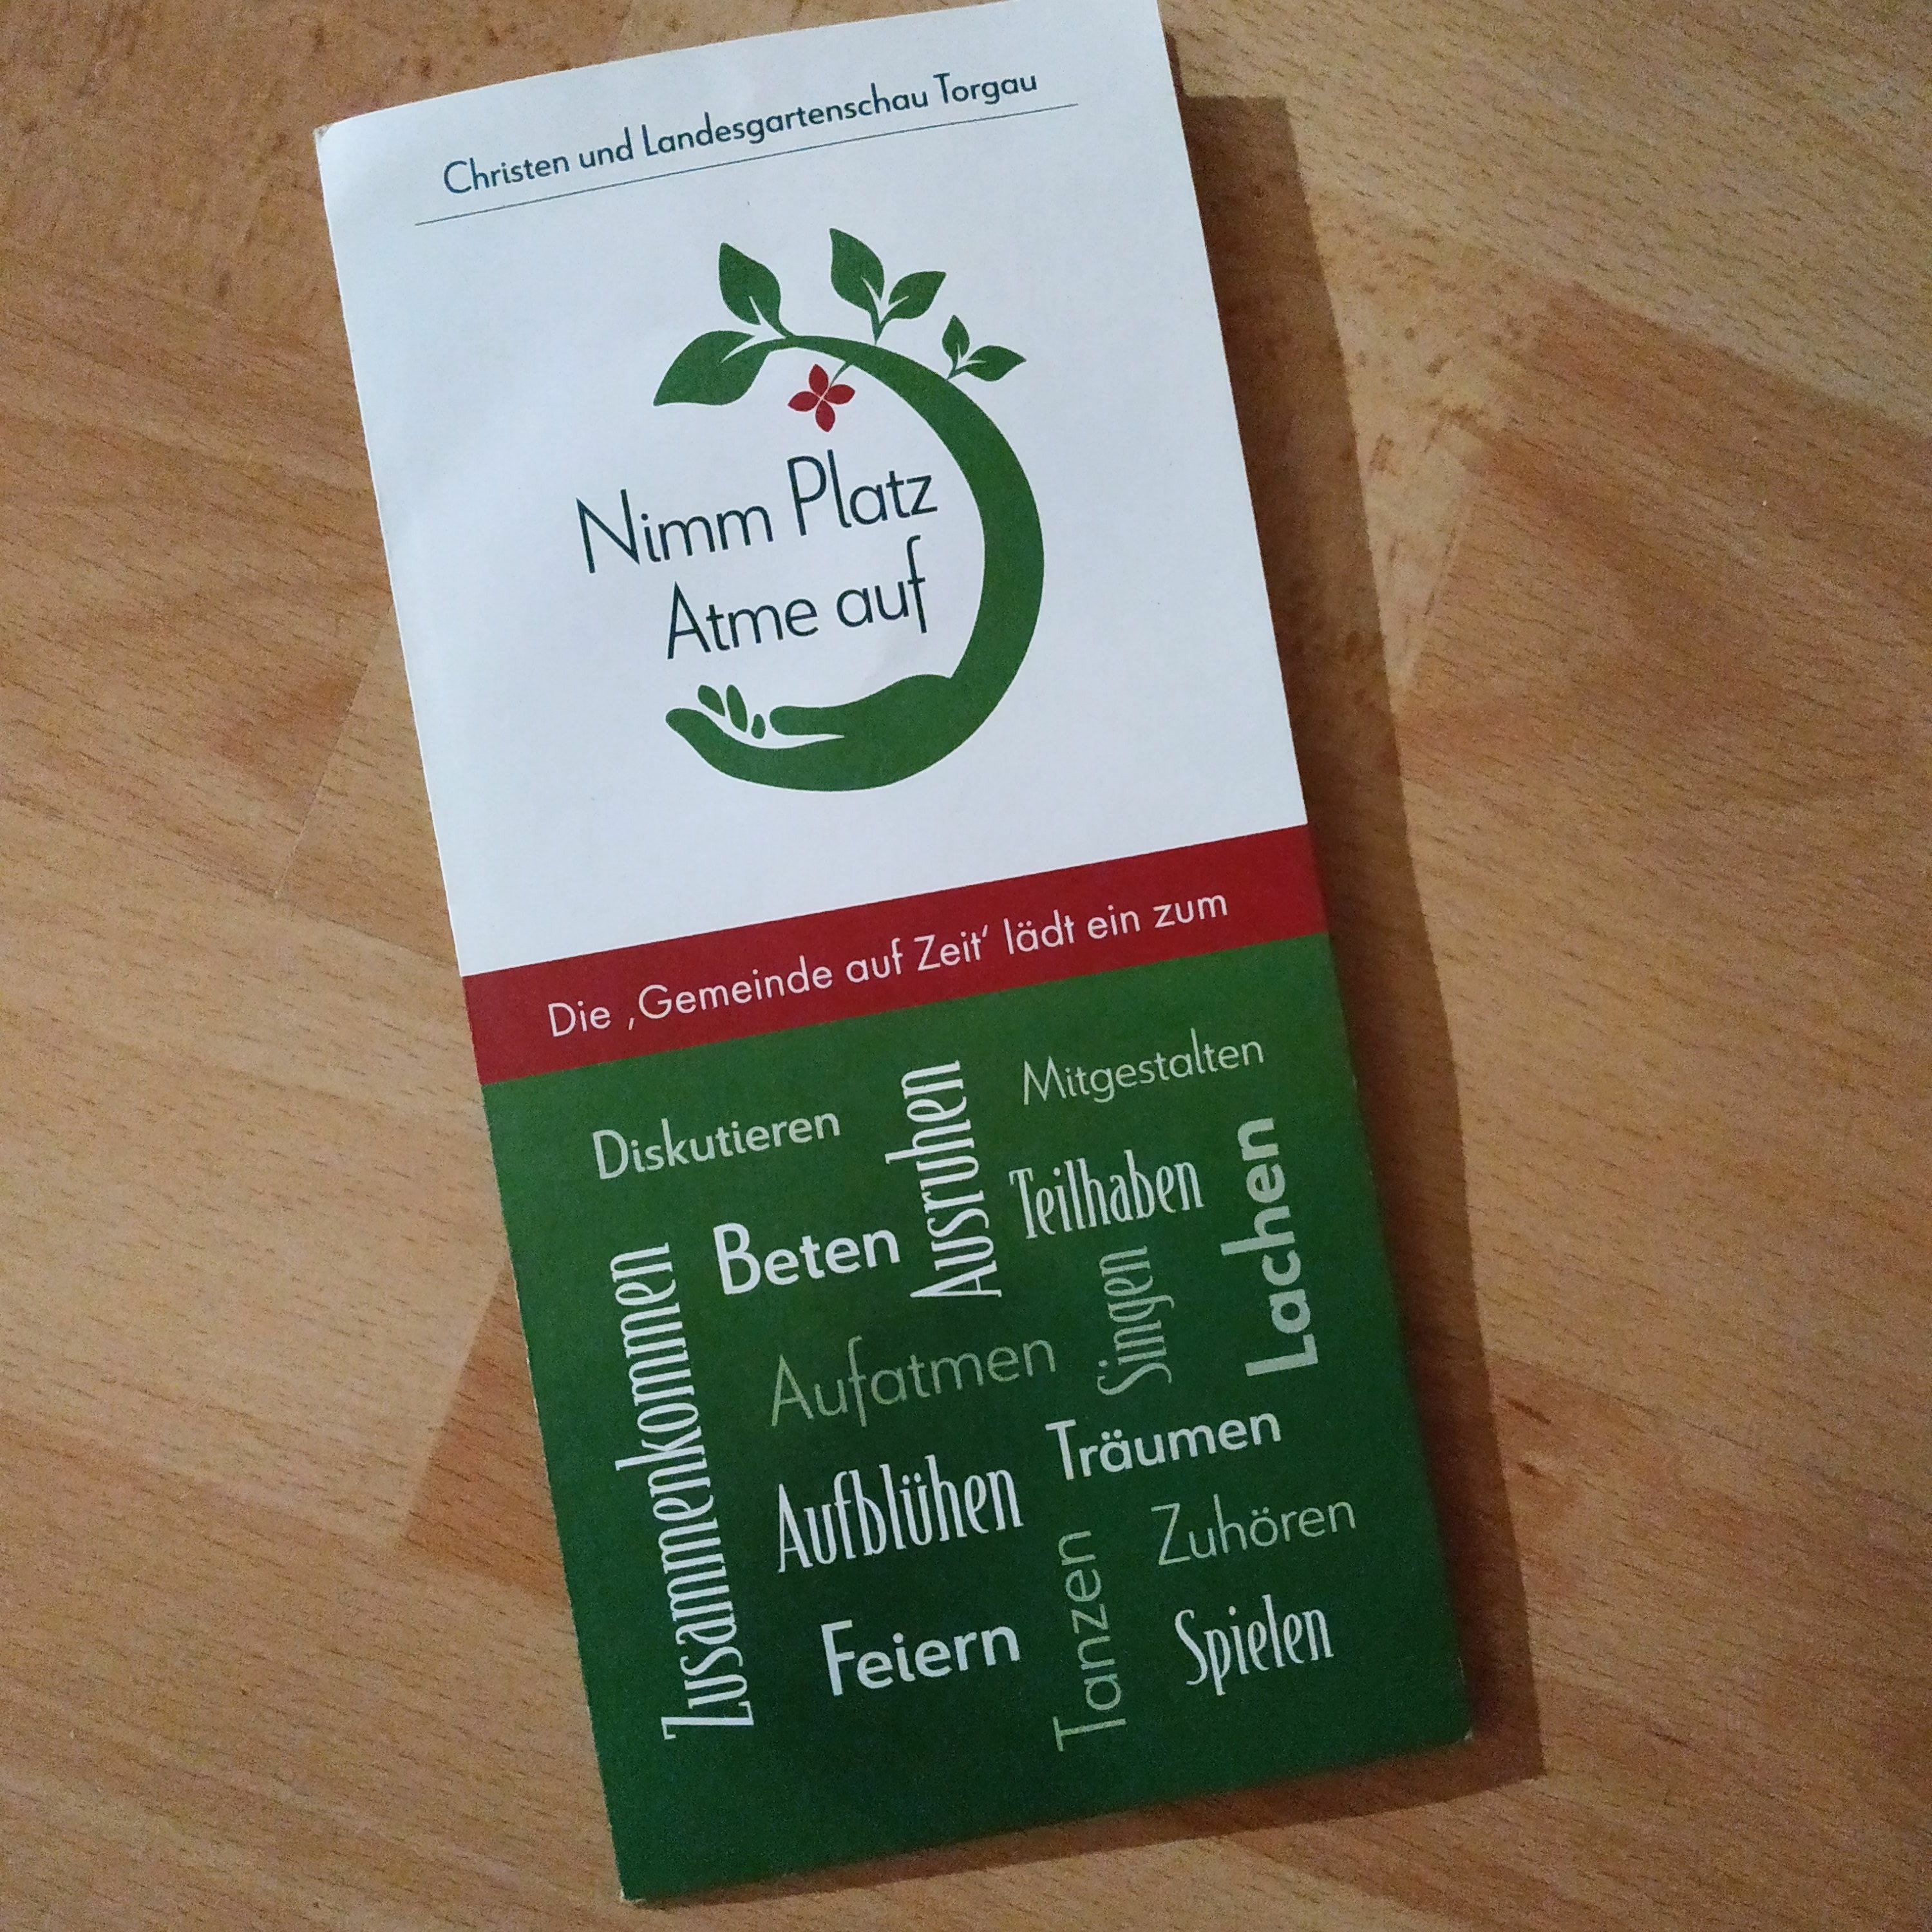 Christen und Landesgartenschau Torgau
Nimm Platz
Atme auf
Die ‚Gemeinde auf Zeit‘ lädt ein zum
Diskutieren
Ausruhen
Mitgestalten
Beten
Teilhaben
Lachen
Zusammenkommen
Aufatmen
Singen
Aufblühen
Träumen
Zuhören
Feiern
Tanzen
Spielen